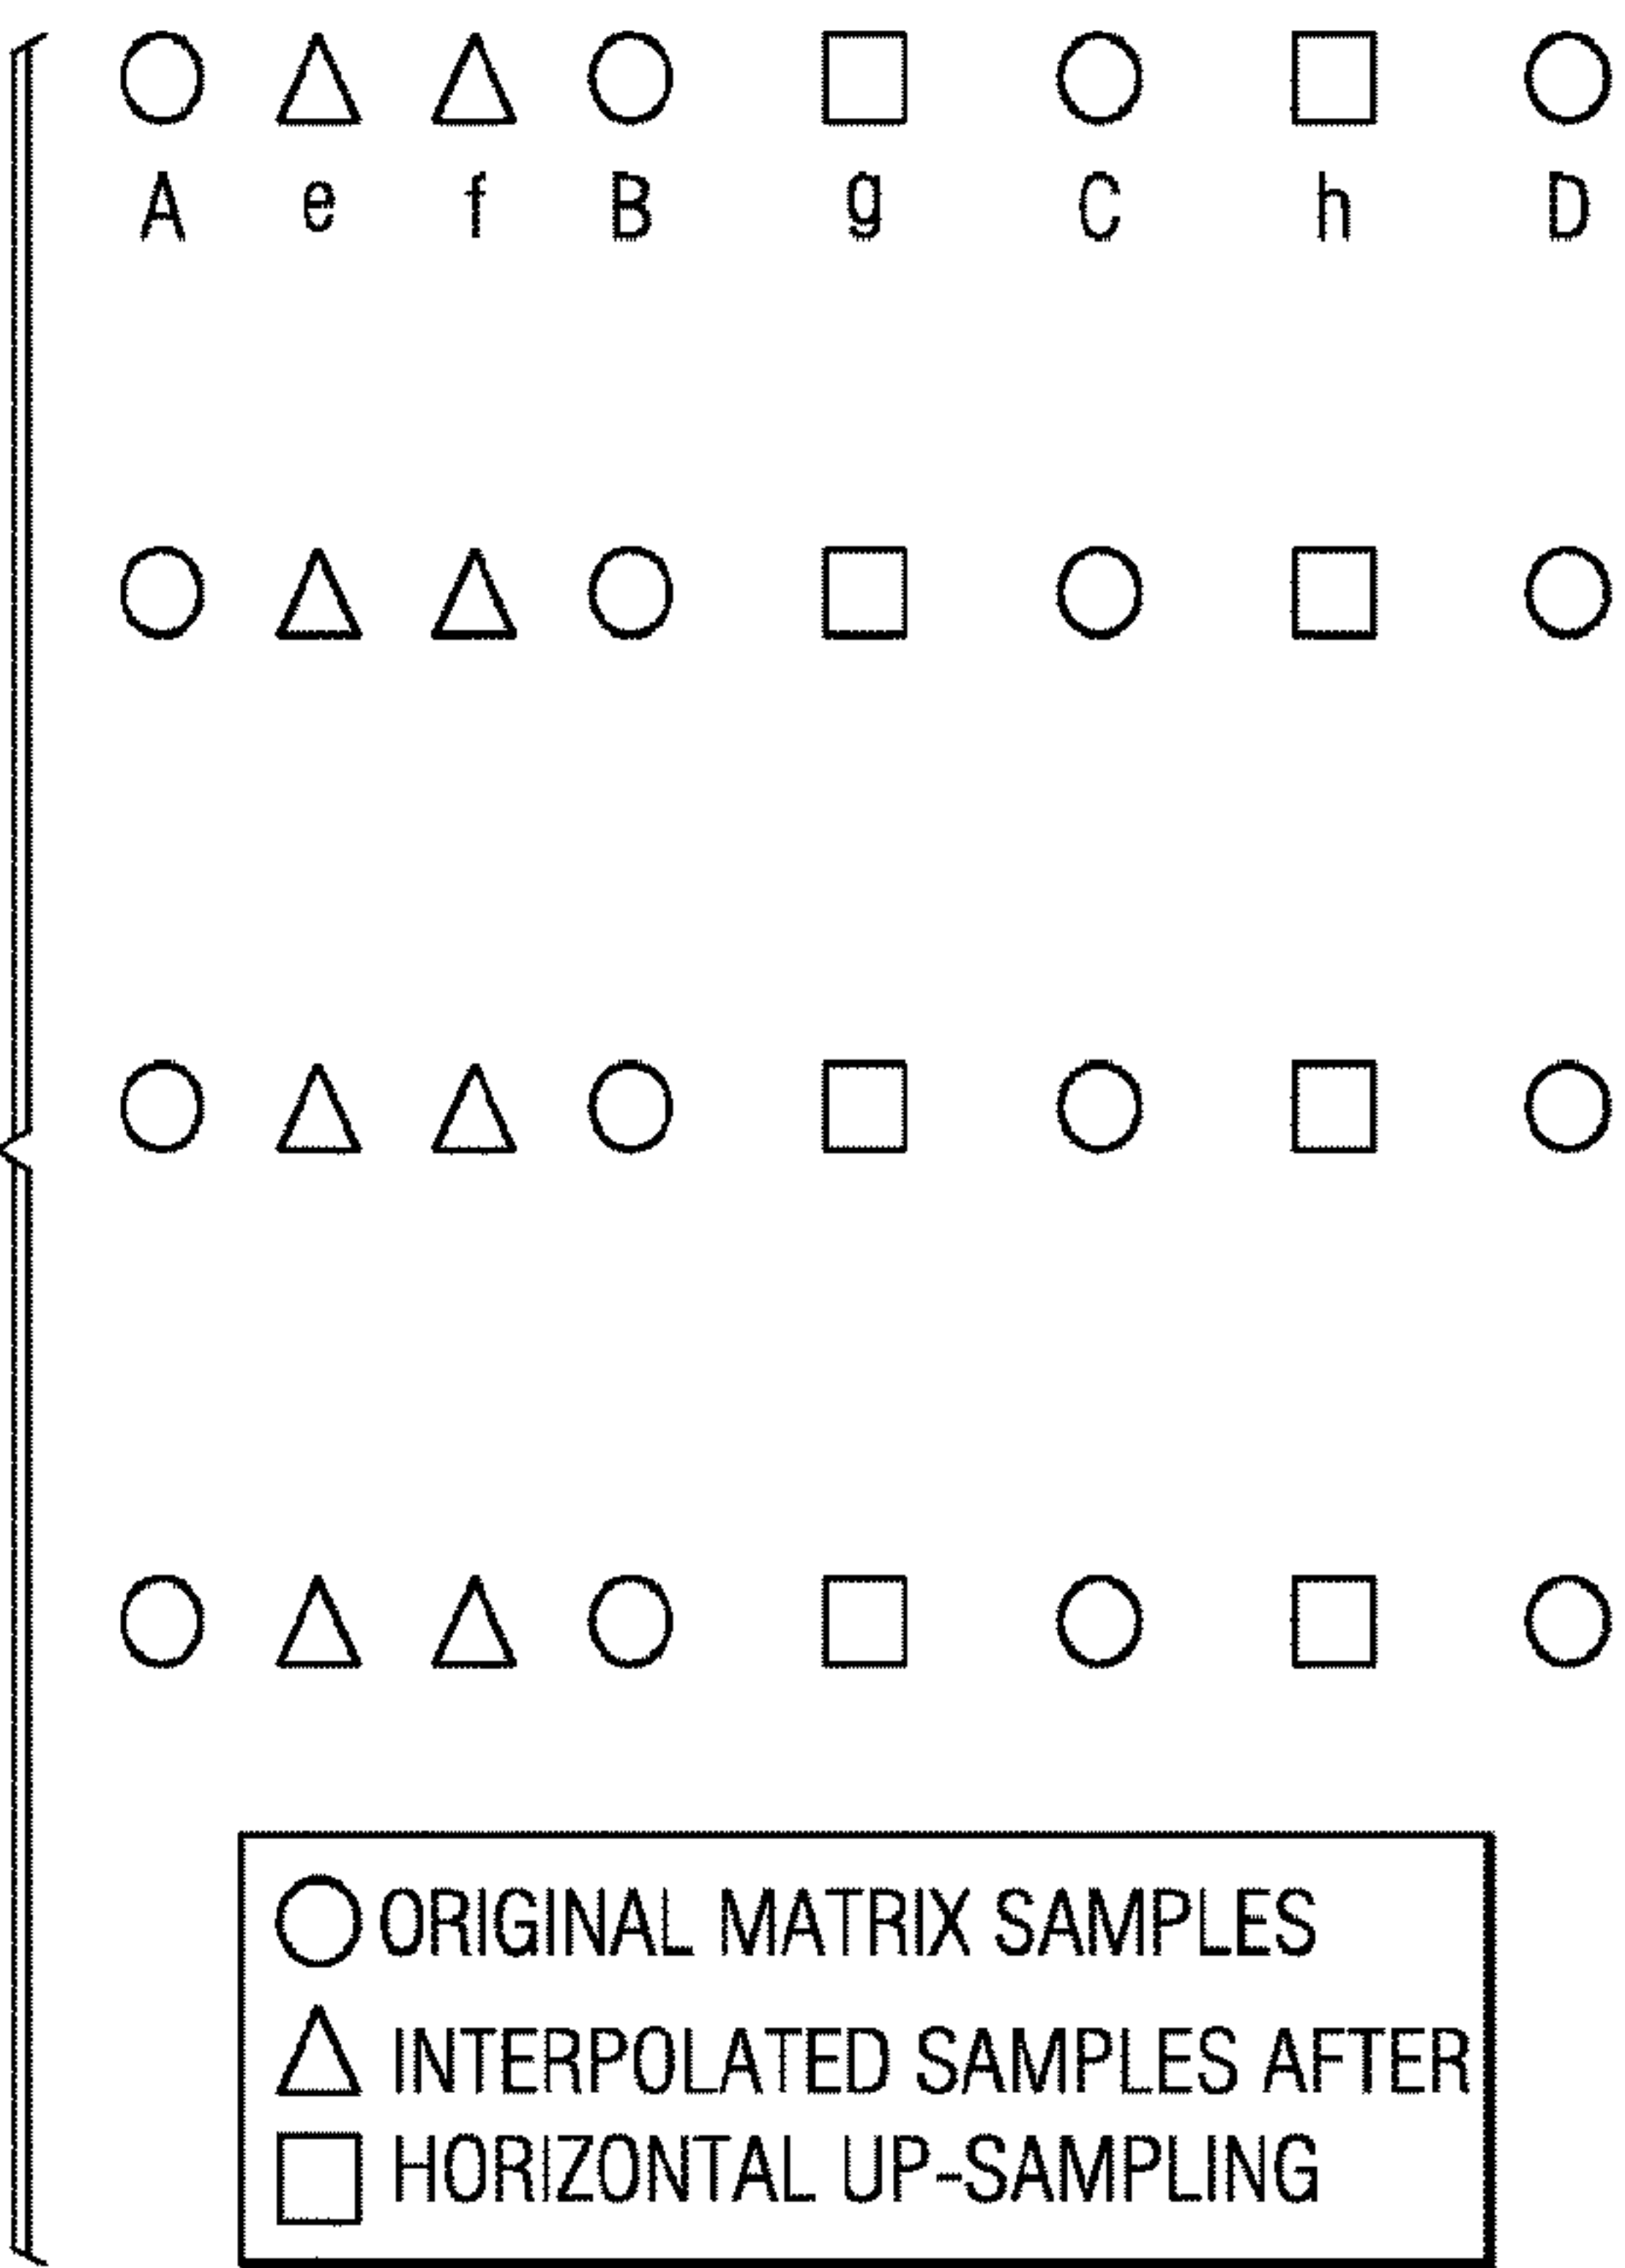 A e f B g C h D
ORIGINAL MATRIX SAMPLES
INTERPOLATED SAMPLES AFTER
HORIZONTAL UP-SAMPLING